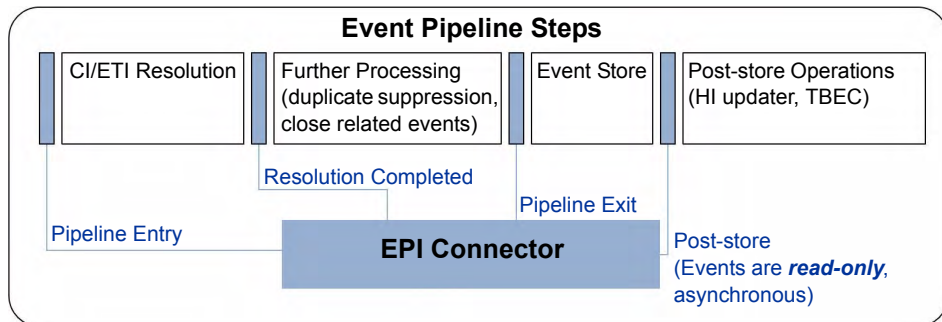 Event Pipeline Steps
CI/ETI Resolution
Further Processing
(duplicate suppression,
close related events)
Event Store
Post-store Operations
(HI updater, TBEC)
Resolution Completed
Pipeline Exit
Pipeline Entry
EPI Connector
Post-store
(Events are read-only,
asynchronous)